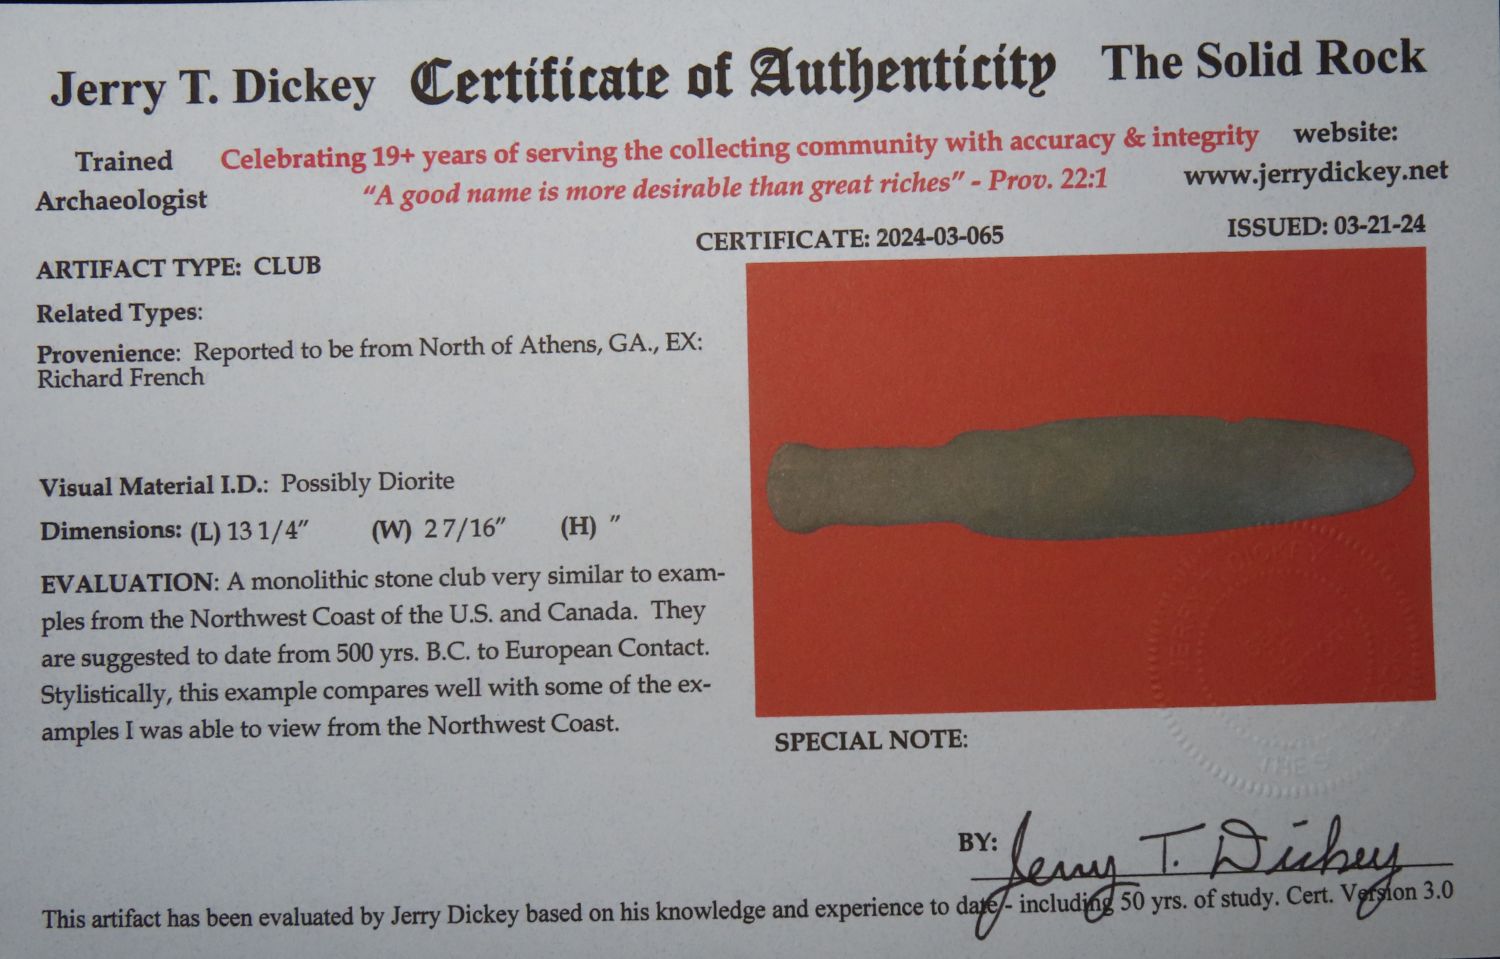 Jerry T. Dickey Certificate of Authenticity The Solid Rock
Trained Archaeologist
Celebrating 19+ years of serving the collecting community with accuracy & integrity
"A good name is more desirable than great riches" - Prov. 22:1
website:
www.jerrydickey.net
CERTIFICATE: 2024-03-065
ISSUED: 03-21-24
ARTIFACT TYPE: CLUB
Related Types:
Provenience: Reported to be from North of Athens, GA., EX:
Richard French
Visual Material I.D.: Possibly Diorite
Dimensions: (L) 13 1/4" (W) 2 7/16" (H) "
EVALUATION: A monolithic stone club very similar to exam-
ples from the Northwest Coast of the U.S. and Canada. They
are suggested to date from 500 yrs. B.C. to European Contact.
Stylistically, this example compares well with some of the ex-
amples I was able to view from the Northwest Coast.
SPECIAL NOTE:
BY: Jerry T. Dickey
This artifact has been evaluated by Jerry Dickey based on his knowledge and experience to date - including 50 yrs. of study. Cert. Version 3.0